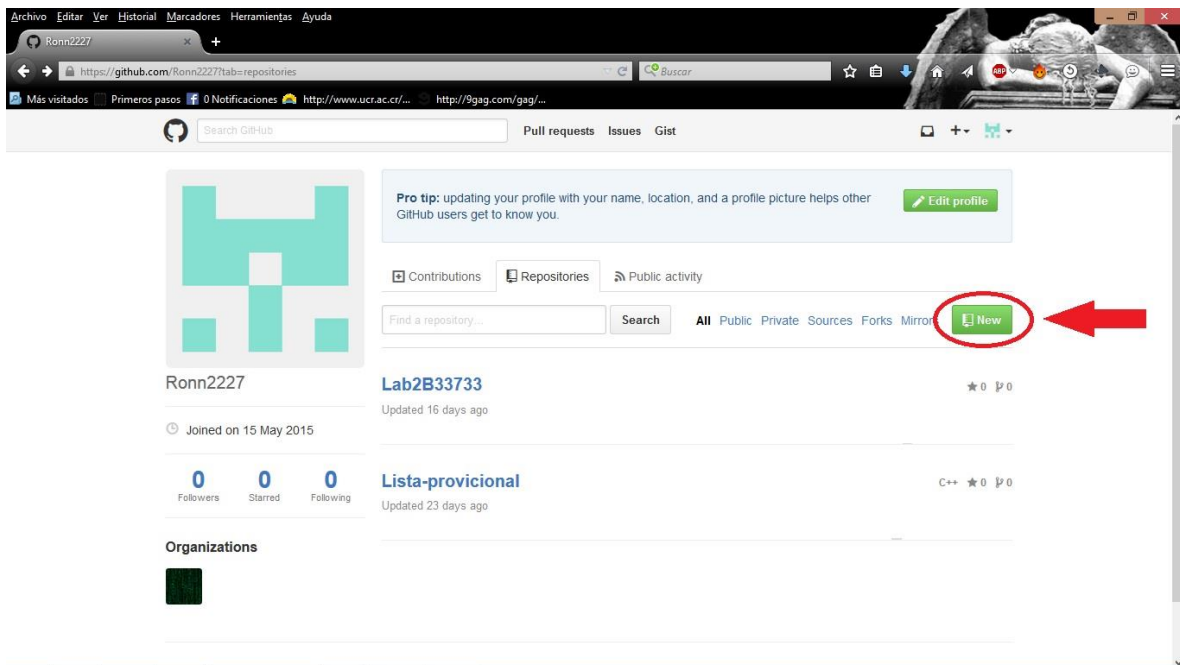 Archivo Editar Ver Historial Marcadores Herramientas Ayuda
Ronn2227 × +
https://github.com/Ronn2227?tab=repositories
Buscar
ABP
Más visitados Primeros pasos 0 Notificaciones http://www.ucr.ac.cr/... http://9gag.com/gag/...
Search GitHub Pull requests Issues Gist
Pro tip: updating your profile with your name, location, and a profile picture helps other
GitHub users get to know you.
Edit profile
Contributions Repositories Public activity
Find a repository... Search All Public Private Sources Forks Mirror New
Ronn2227
Joined on 15 May 2015
0 0 0
Followers Starred Following
Organizations
Lab2B33733 0 0
Updated 16 days ago
Lista-provicional C++ 0 0
Updated 23 days ago